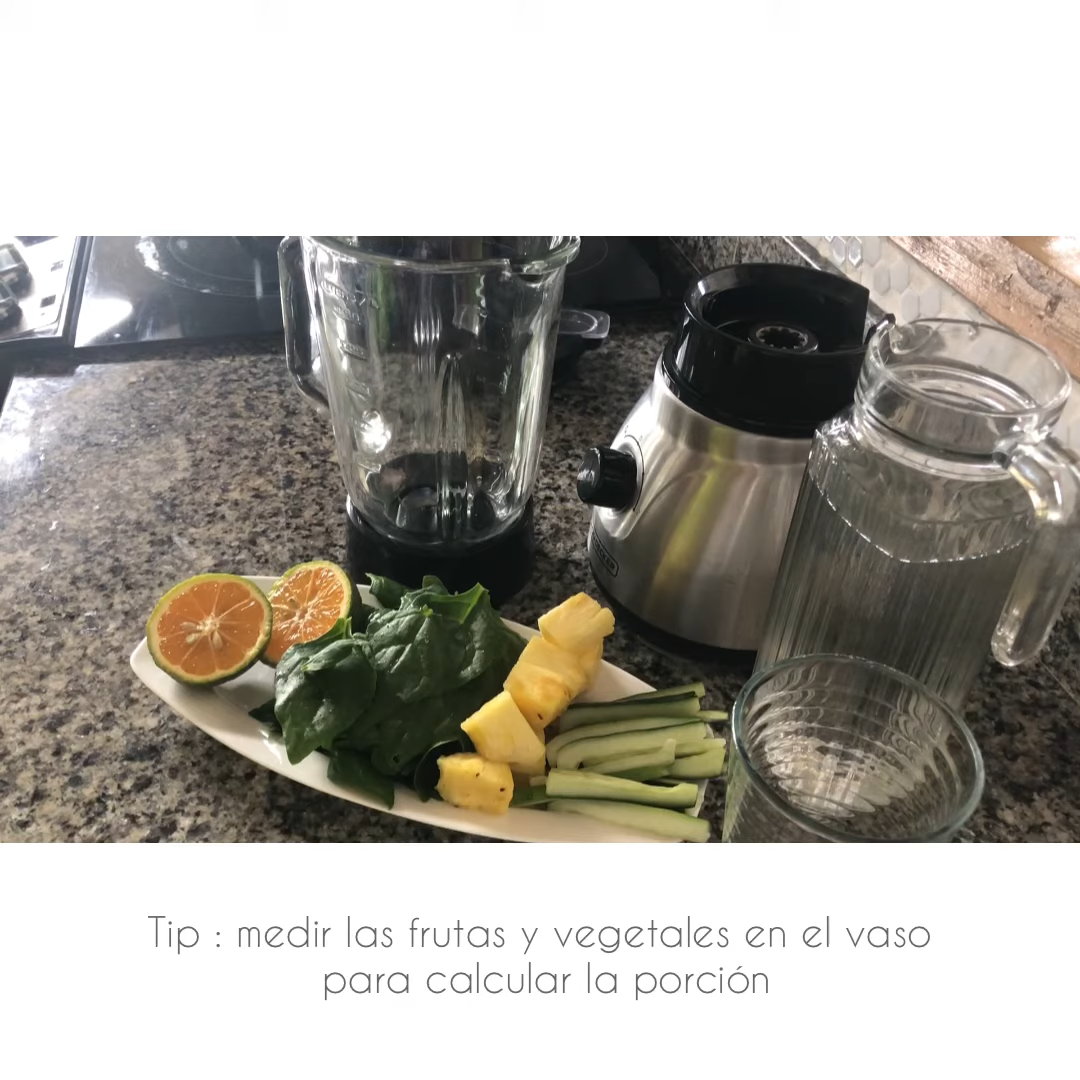 Tip : medir las frutas y vegetales en el vaso
para calcular la porción